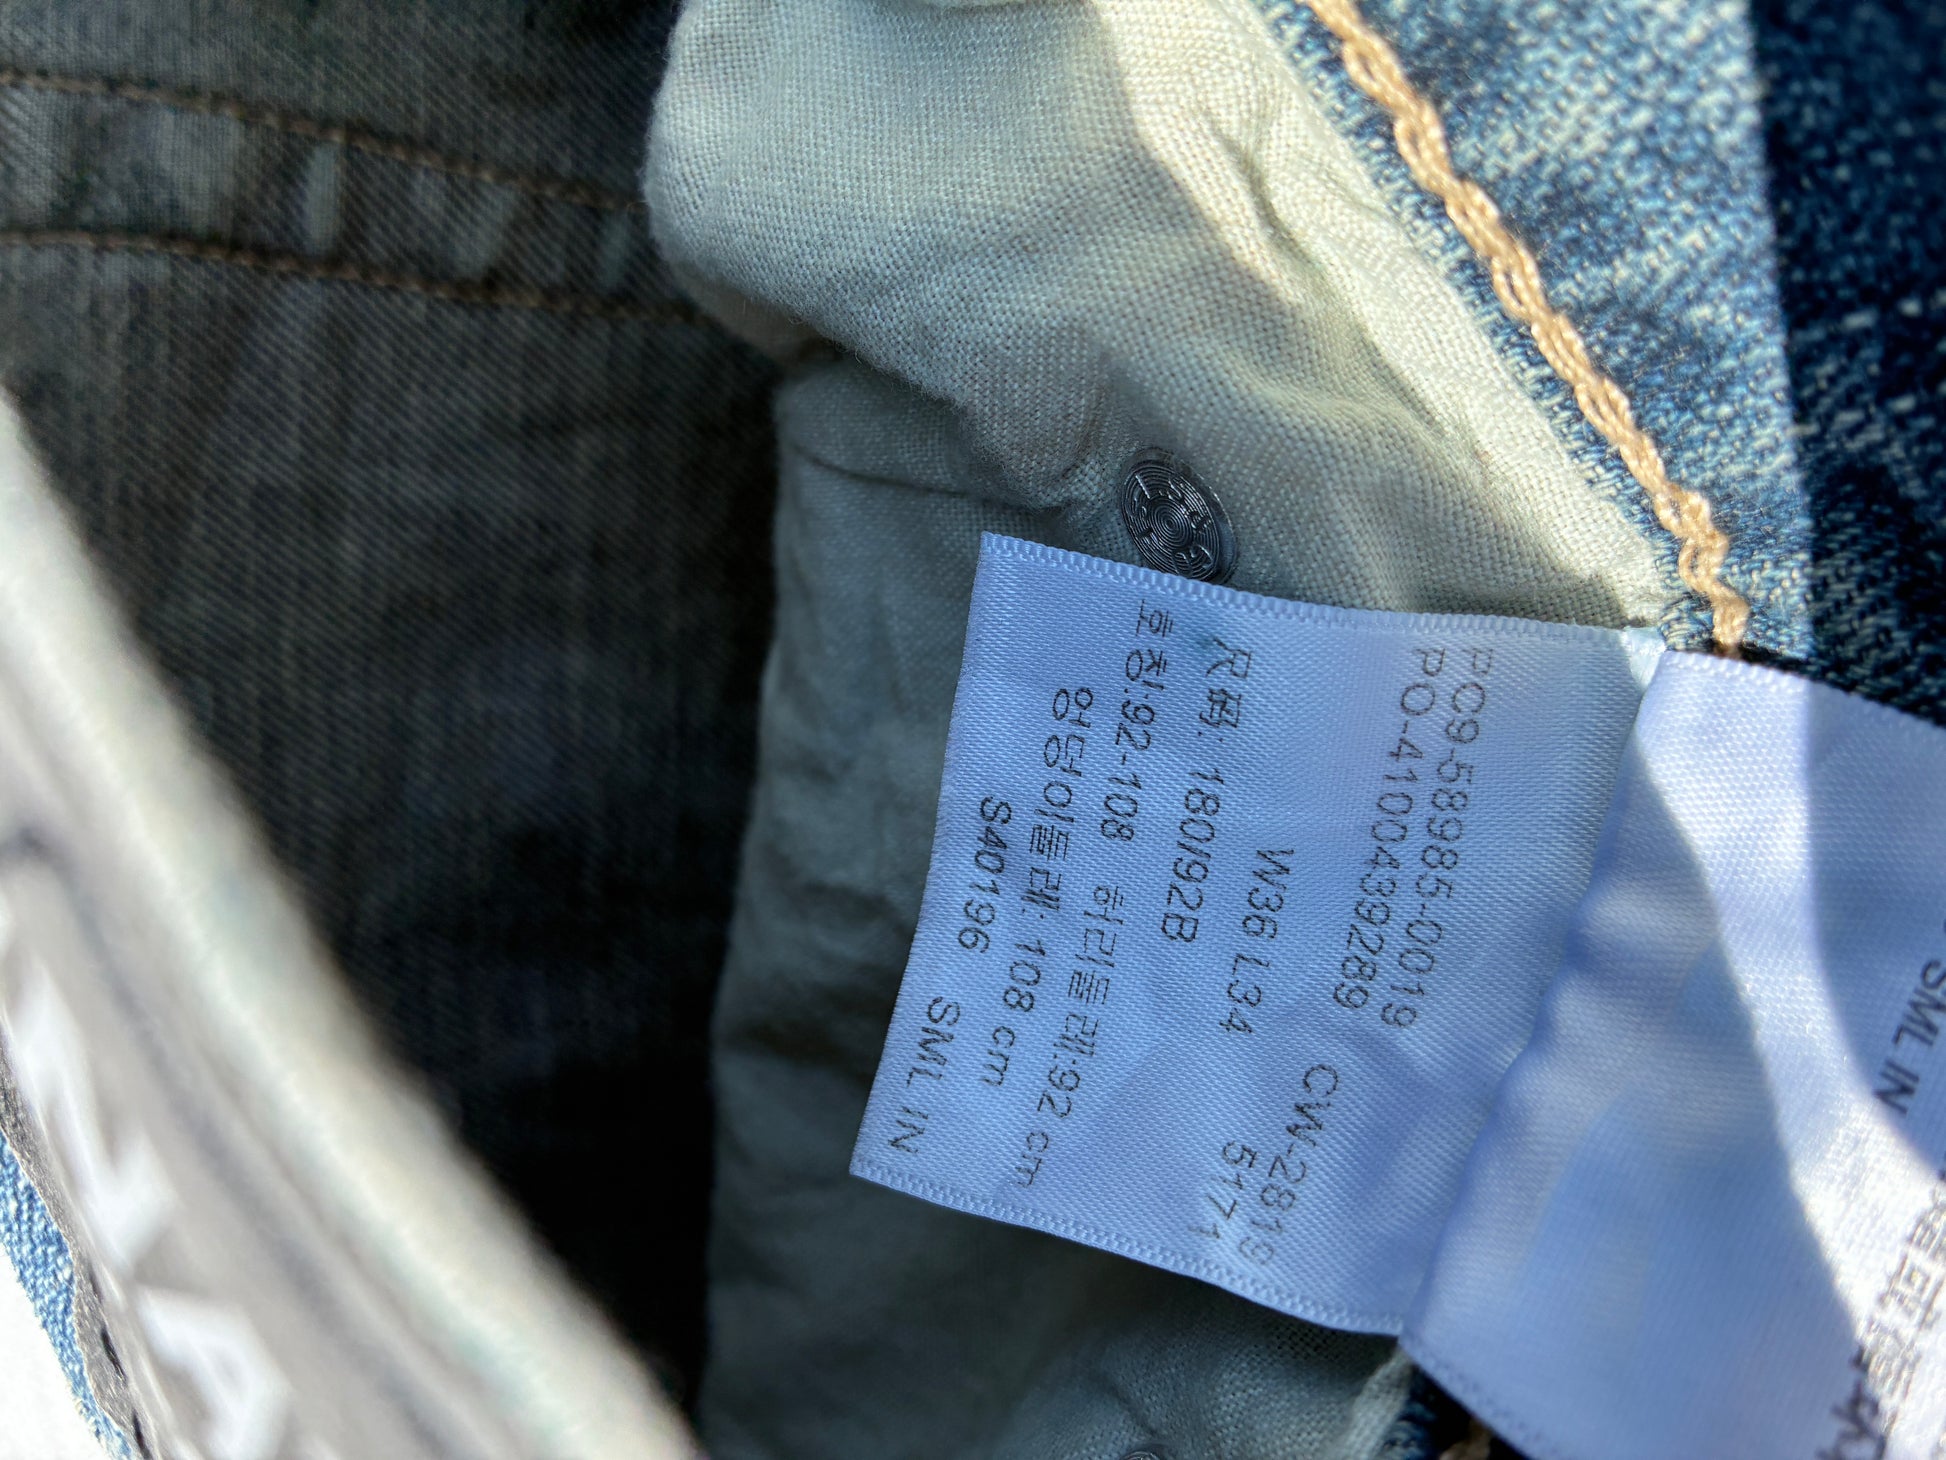 PC9-58985-0019
PO-4100439289
CW-2819
W36 L34 5171
尺码: 180/92B
호칭:92-108 허리둘레:92 cm
엉덩이둘레: 108 cm
S40196 SML IN
SML IN